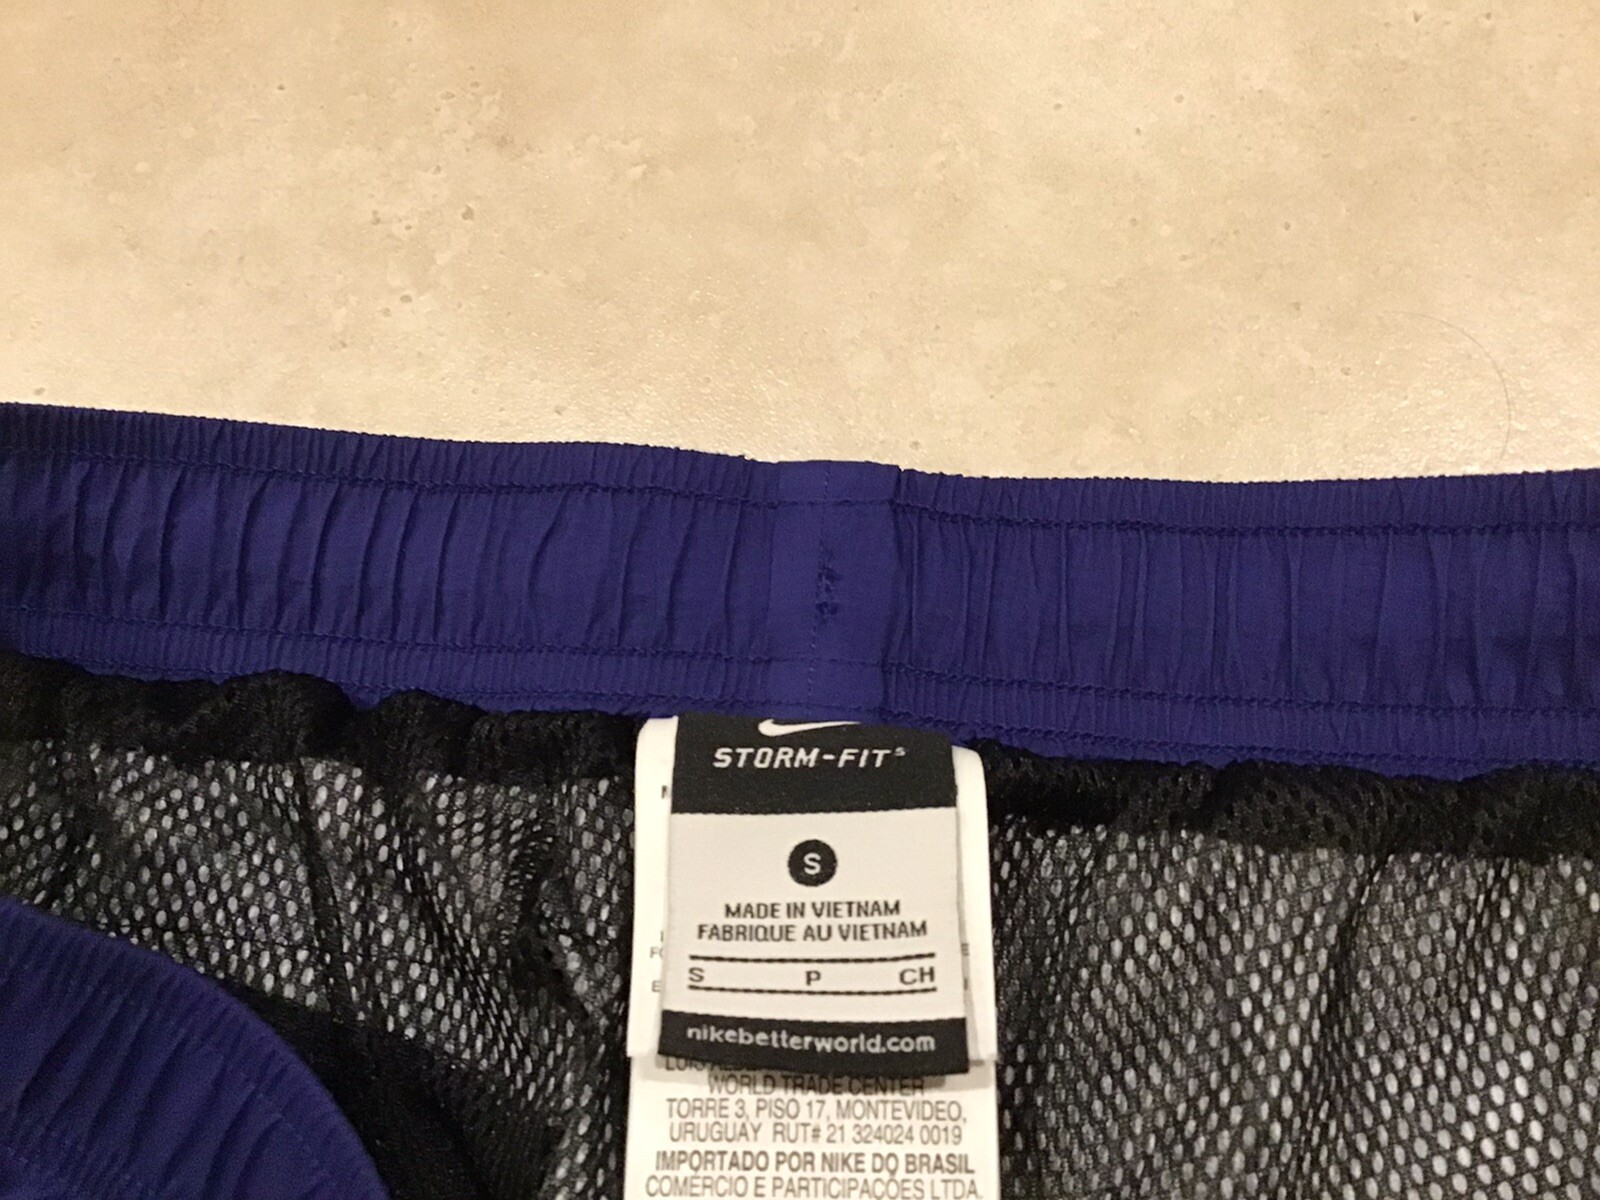 STORM-FIT⁵
S
MADE IN VIETNAM
FABRIQUE AU VIETNAM
S P CH
nikebetterworld.com
WORLD TRADE CENTER
TORRE 3, PISO 17, MONTEVIDEO,
URUGUAY RUT# 21 324024 0019
IMPORTADO POR NIKE DO BRASIL
COMÉRCIO E PARTICIPAÇÕES LTDA.